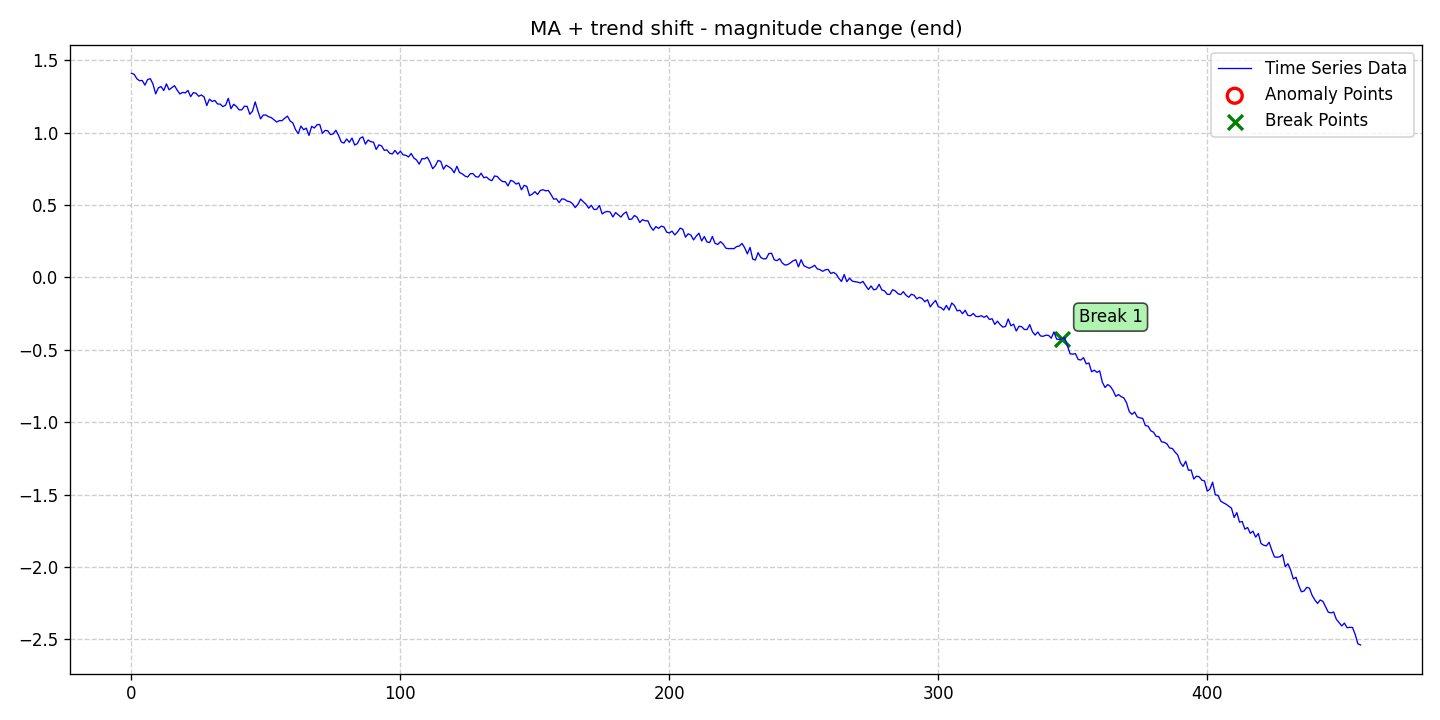 MA + trend shift - magnitude change (end)
Time Series Data
Anomaly Points
Break Points
1.5
1.0
0.5
0.0
−0.5
−1.0
−1.5
−2.0
−2.5
Break 1
0
100
200
300
400